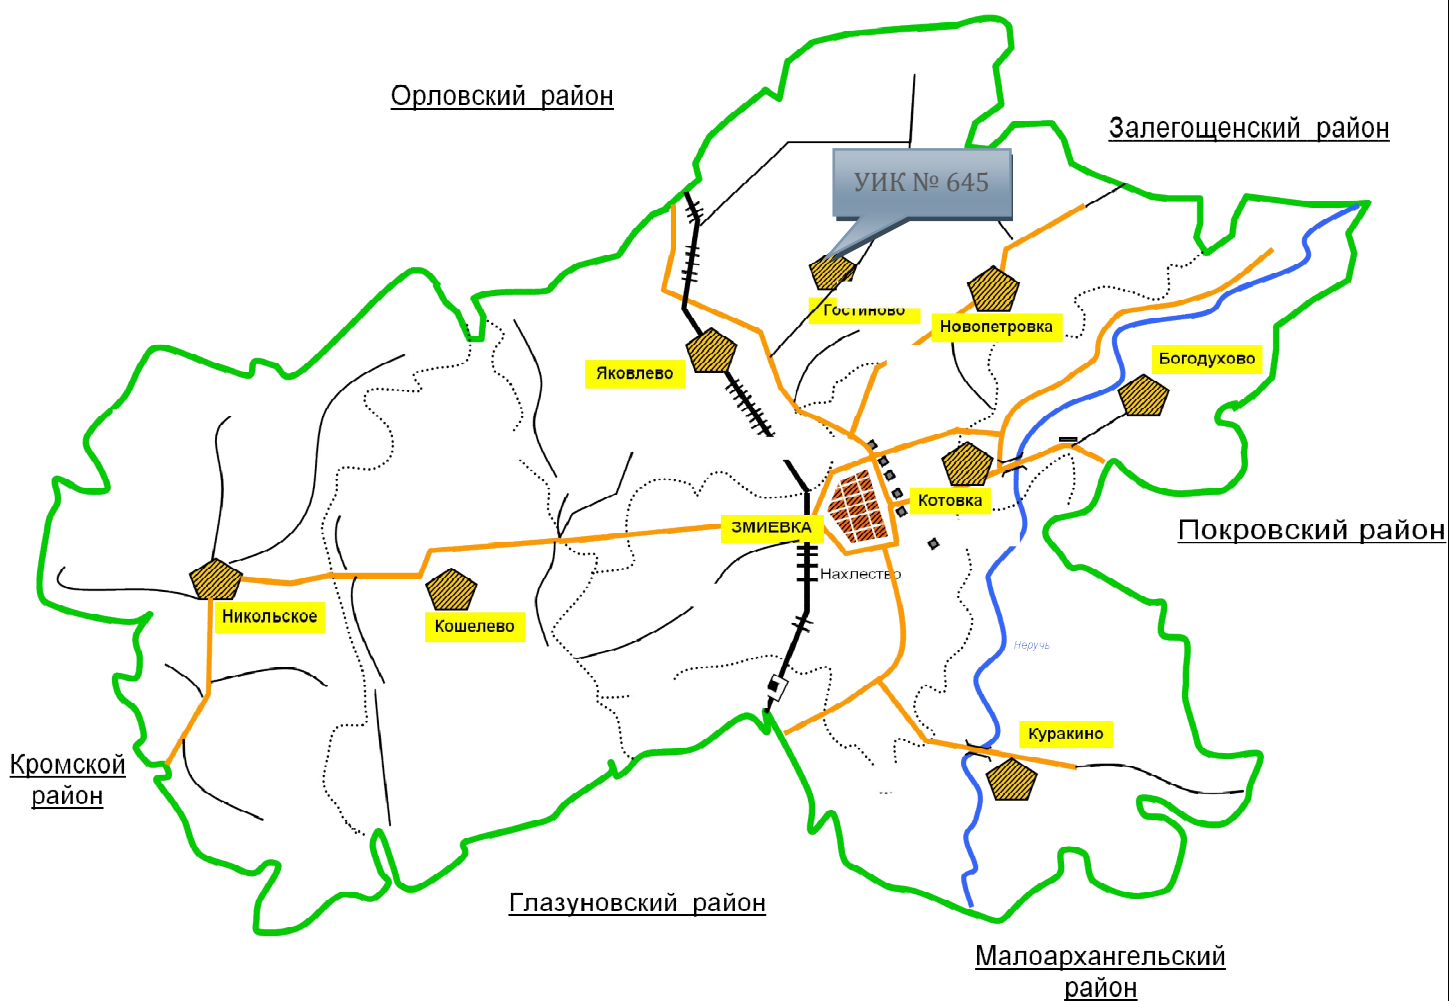 Орловский район
Залегощенский район
УИК № 645
Гостиново
Новопетровка
Богодухово
Яковлево
Котовка
ЗМИЕВКА
Покровский район
Нахлество
Никольское
Кошелево
Неручь
Куракино
Кромской
район
Глазуновский район
Малоархангельский
район